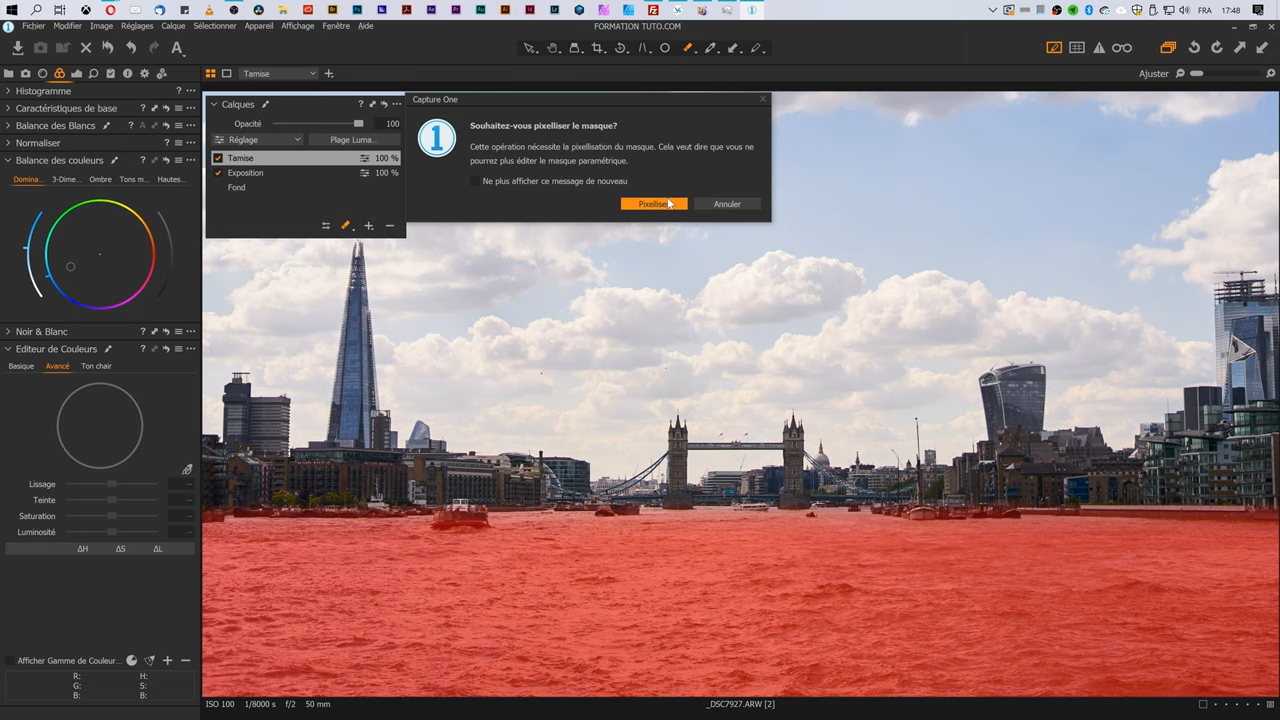 17:48
FRA
Fichier Modifier Image Réglages Calque Sélectionner Appareil Affichage Fenêtre Aide
FORMATION TUTO.COM
Tamise
Ajuster
Histogramme
Caractéristiques de base
Balance des Blancs
Normaliser
Balance des couleurs
Domina... 3-Dime... Ombre Tons m... Hautes...
Noir & Blanc
Editeur de Couleurs
Basique Avancé Ton chair
Lissage
Teinte
Saturation
Luminosité
ΔH ΔS ΔL
Afficher Gamme de Couleur...
R: H:
G: S:
B: B:
Calques
Opacité 100
Réglage Plage Luma...
Tamise 100 %
Exposition 100 %
Fond
Capture One
1
Souhaitez-vous pixelliser le masque?
Cette opération nécessite la pixellisation du masque. Cela veut dire que vous ne
pourrez plus éditer le masque paramétrique.
Ne plus afficher ce message de nouveau
Pixelliser Annuler
ISO 100 1/8000 s f/2 50 mm
_DSC7927.ARW [2]